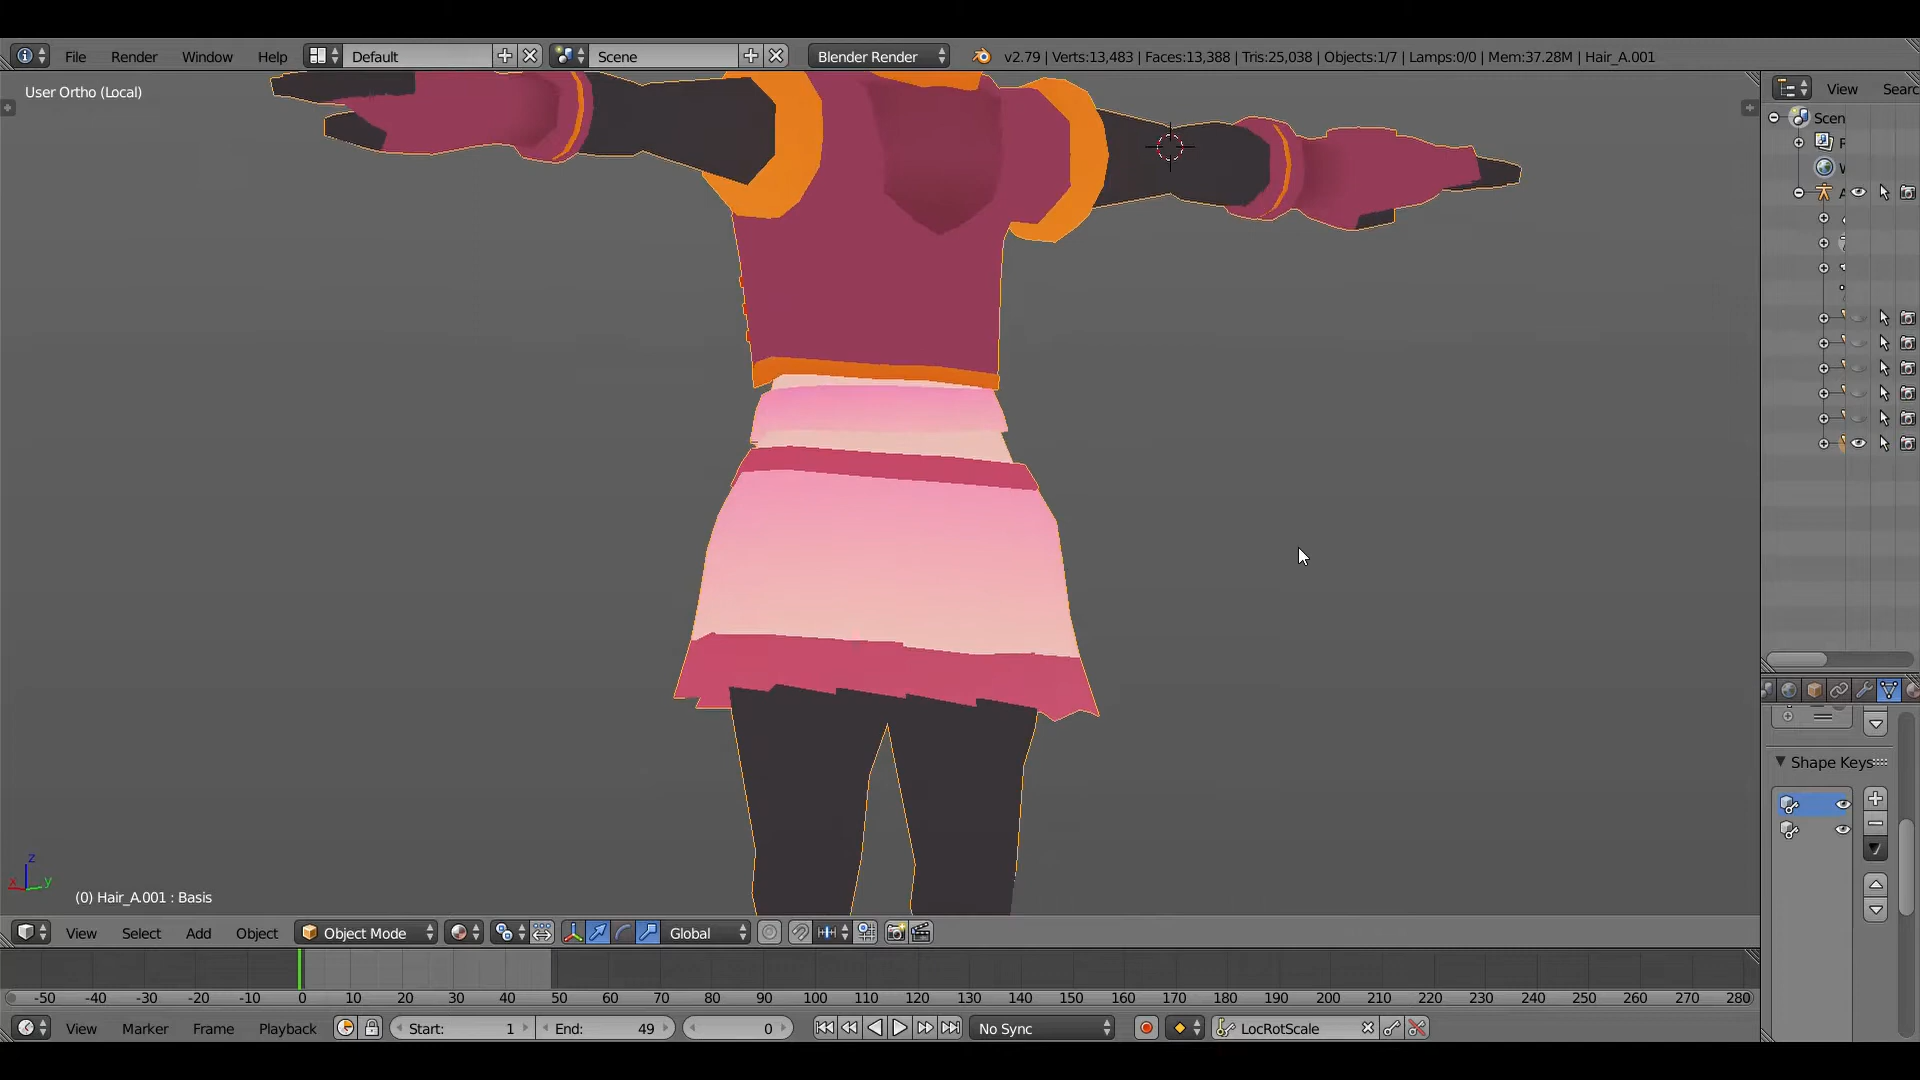 File Render Window Help Default Scene Blender Render v2.79 | Verts:13,483 | Faces:13,388 | Tris:25,038 | Objects:1/7 | Lamps:0/0 | Mem:37.28M | Hair_A.001
User Ortho (Local)
View Searc
Scen
Shape Keys
z
x y
(0) Hair_A.001 : Basis
View Select Add Object Object Mode Global
-50 -40 -30 -20 -10 0 10 20 30 40 50 60 70 80 90 100 110 120 130 140 150 160 170 180 190 200 210 220 230 240 250 260 270 280
View Marker Frame Playback Start: 1 End: 49 0 No Sync LocRotScale